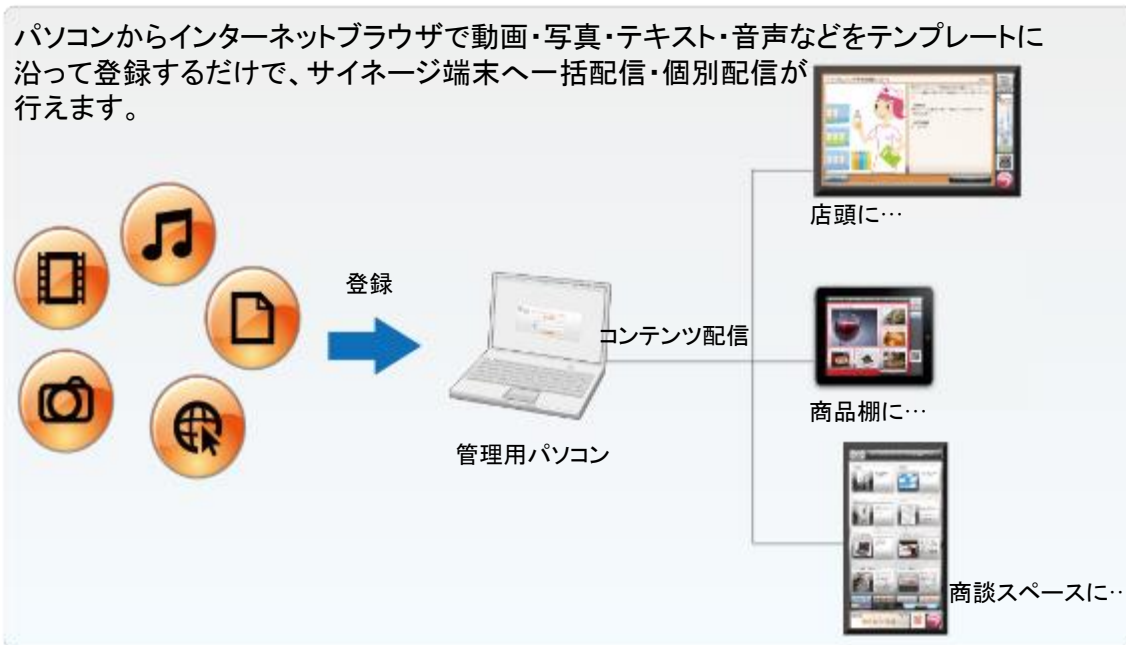 パソコンからインターネットブラウザで動画・写真・テキスト・音声などをテンプレートに
沿って登録するだけで、サイネージ端末へ一括配信・個別配信が
行えます。
店頭に…
登録
コンテンツ配信
商品棚に…
管理用パソコン
商談スペースに…